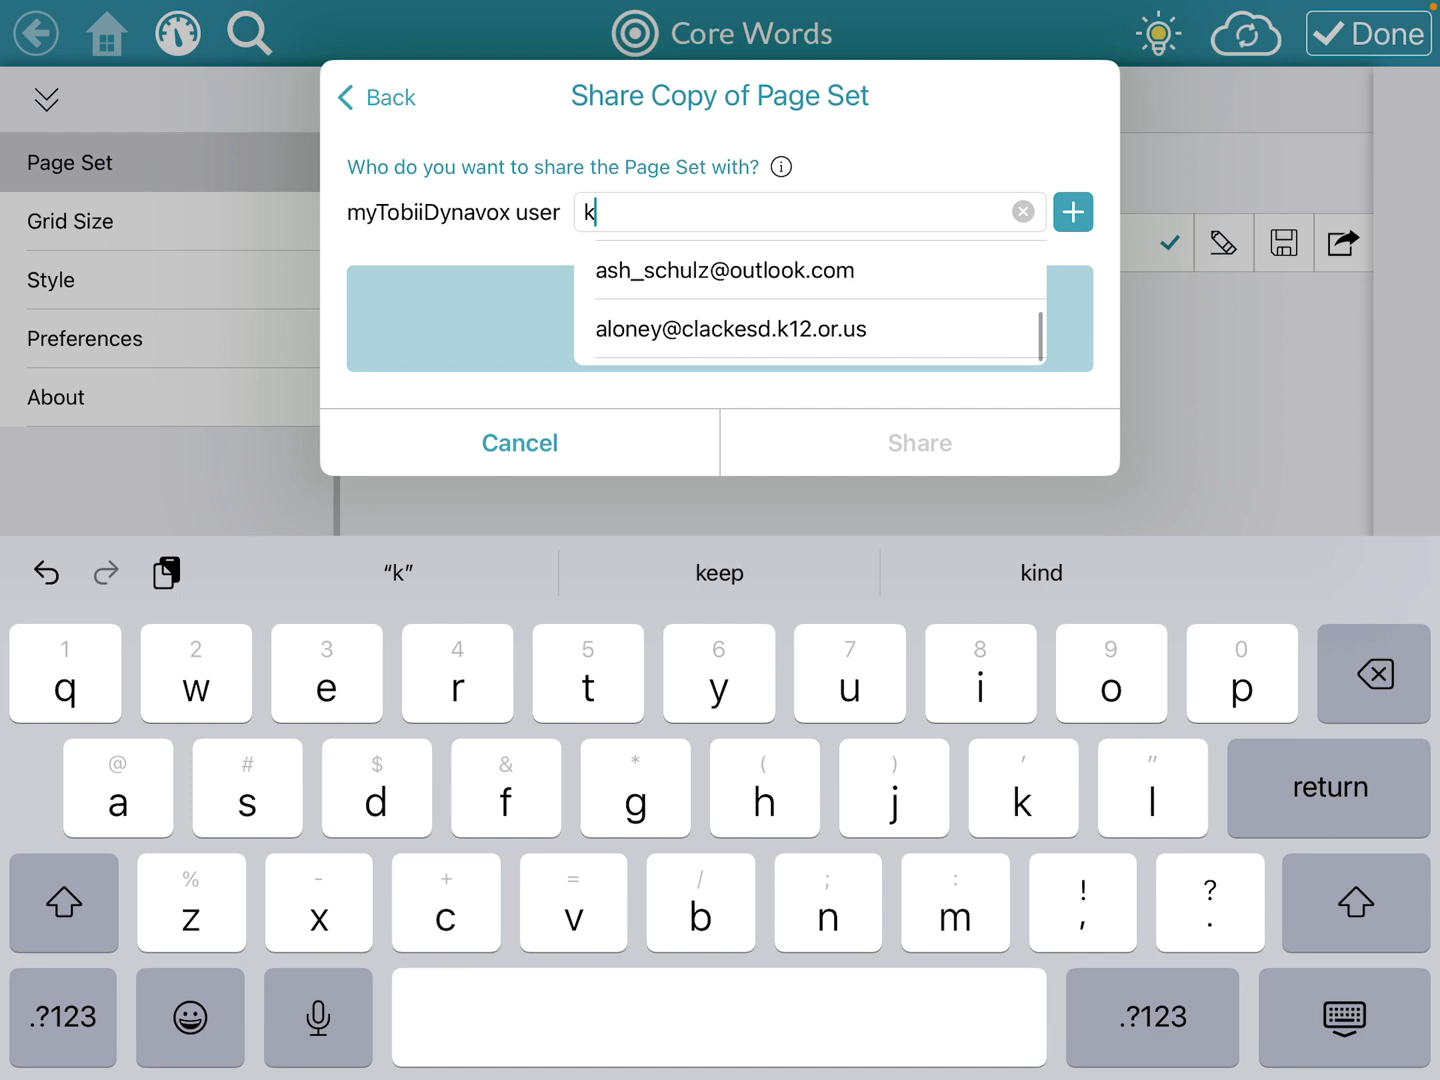 Core Words
Done
Back
Share Copy of Page Set
Page Set
Who do you want to share the Page Set with?
myTobiiDynavox user
k
Grid Size
ash_schulz@outlook.com
Style
aloney@clackesd.k12.or.us
Preferences
About
Cancel
Share
“k”
keep
kind
1 2 3 4 5 6 7 8 9 0
q w e r t y u i o p
@ # $ & * ( ) ' "
a s d f g h j k l
return
% - + = / ; : ! ?
z x c v b n m , .
.?123
.?123